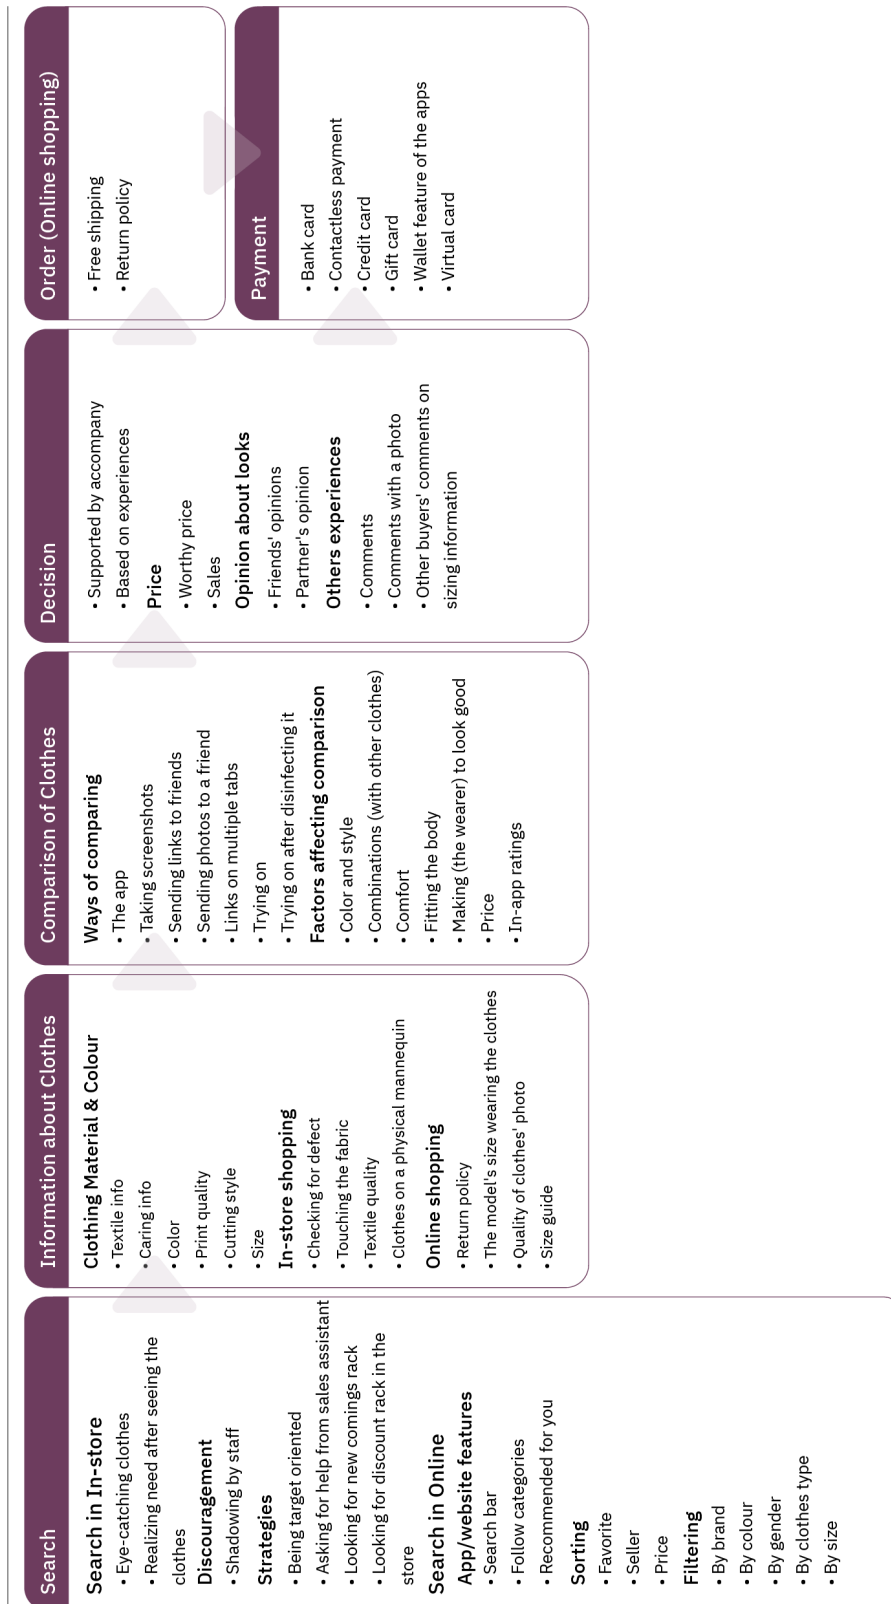 Search
Search in In-store
• Eye-catching clothes
• Realizing need after seeing the
clothes
Discouragement
• Shadowing by staff
Strategies
• Being target oriented
• Asking for help from sales assistant
• Looking for new comings rack
• Looking for discount rack in the
store
Search in Online
App/website features
• Search bar
• Follow categories
• Recommended for you
Sorting
• Favorite
• Seller
• Price
Filtering
• By brand
• By colour
• By gender
• By clothes type
• By size
Information about Clothes
Clothing Material & Colour
• Textile info
• Caring info
• Color
• Print quality
• Cutting style
• Size
In-store shopping
• Checking for defect
• Touching the fabric
• Textile quality
• Clothes on a physical mannequin
Online shopping
• Return policy
• The model's size wearing the clothes
• Quality of clothes' photo
• Size guide
Comparison of Clothes
Ways of comparing
• The app
• Taking screenshots
• Sending links to friends
• Sending photos to a friend
• Links on multiple tabs
• Trying on
• Trying on after disinfecting it
Factors affecting comparison
• Color and style
• Combinations (with other clothes)
• Comfort
• Fitting the body
• Making (the wearer) to look good
• Price
• In-app ratings
Decision
• Supported by accompany
• Based on experiences
Price
• Worthy price
• Sales
Opinion about looks
• Friends' opinions
• Partner's opinion
Others experiences
• Comments
• Comments with a photo
• Other buyers' comments on
sizing information
Order (Online shopping)
• Free shipping
• Return policy
Payment
• Bank card
• Contactless payment
• Credit card
• Gift card
• Wallet feature of the apps
• Virtual card